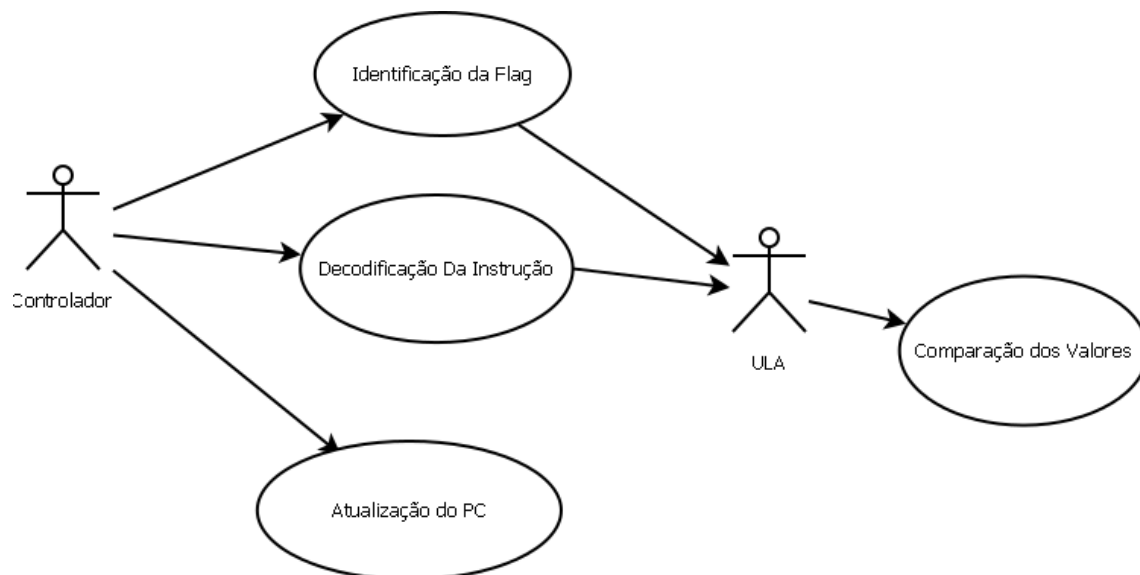 Identificação da Flag
Controlador
Decodificação Da Instrução
ULA
Comparação dos Valores
Atualização do PC